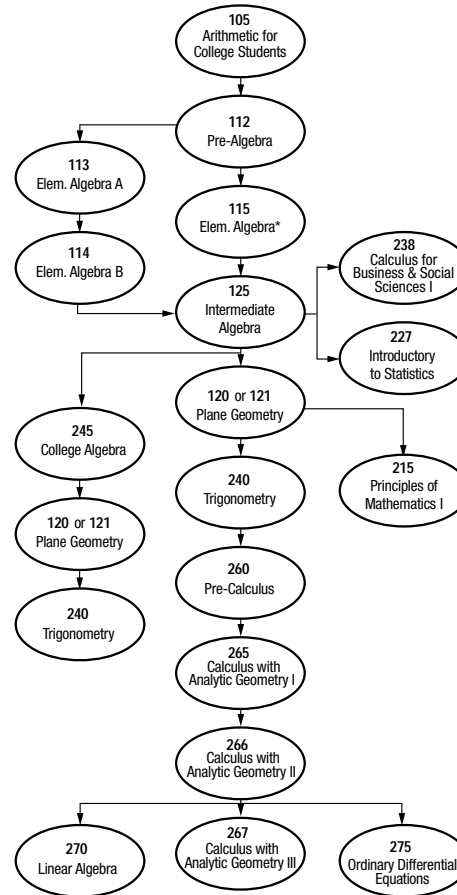 105
Arithmetic for
College Students
112
Pre-Algebra
113
Elem. Algebra A
115
Elem. Algebra*
114
Elem. Algebra B
238
Calculus for
Business & Social
Sciences I
125
Intermediate
Algebra
227
Introductory
to Statistics
120 or 121
Plane Geometry
245
College Algebra
240
Trigonometry
215
Principles of
Mathematics I
120 or 121
Plane Geometry
260
Pre-Calculus
240
Trigonometry
265
Calculus with
Analytic Geometry I
266
Calculus with
Analytic Geometry II
270
Linear Algebra
267
Calculus with
Analytic Geometry III
275
Ordinary Differential
Equations